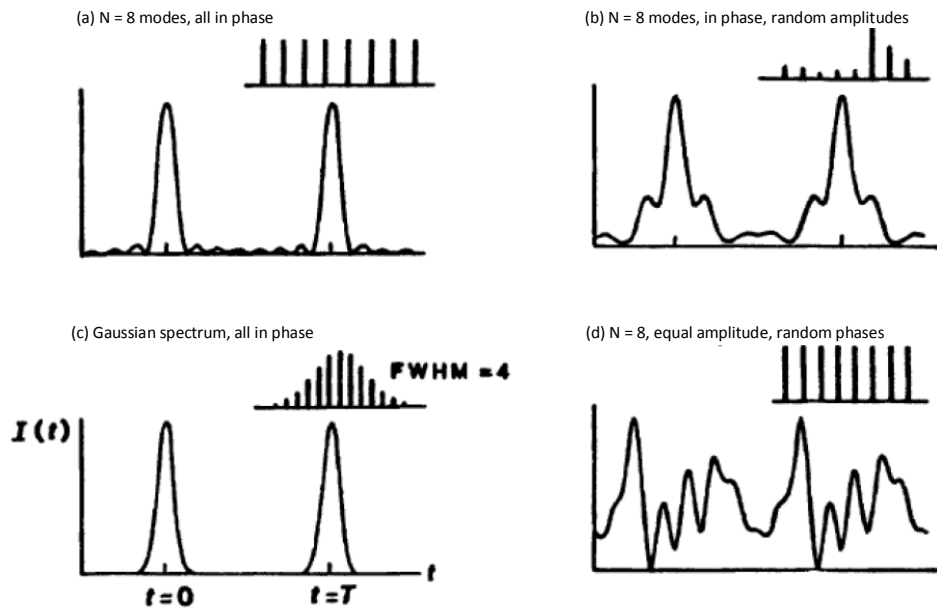 (a) N = 8 modes, all in phase
(b) N = 8 modes, in phase, random amplitudes
(c) Gaussian spectrum, all in phase
FWHM = 4
I(t)
t=0
t=T
t
(d) N = 8, equal amplitude, random phases